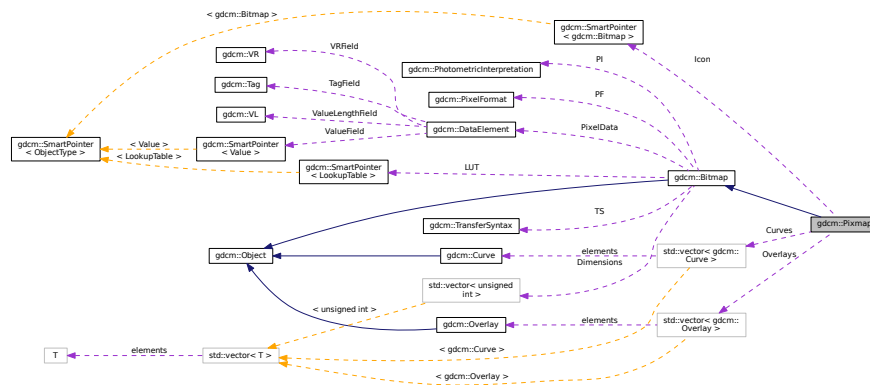 < gdcm::Bitmap >
gdcm::SmartPointer
< gdcm::Bitmap >
VRField
gdcm::VR
PI
Icon
gdcm::PhotometricInterpretation
TagField
gdcm::Tag
PF
gdcm::PixelFormat
ValueLengthField
gdcm::VL
PixelData
gdcm::DataElement
ValueField
gdcm::SmartPointer
< ObjectType >
< Value >
gdcm::SmartPointer
< Value >
< LookupTable >
gdcm::SmartPointer
< LookupTable >
LUT
gdcm::Bitmap
TS
gdcm::TransferSyntax
gdcm::Pixmap
Curves
gdcm::Object
gdcm::Curve
elements
Dimensions
std::vector< gdcm::
Curve >
Overlays
std::vector< unsigned
int >
< unsigned int >
gdcm::Overlay
elements
std::vector< gdcm::
Overlay >
T
elements
std::vector< T >
< gdcm::Curve >
< gdcm::Overlay >